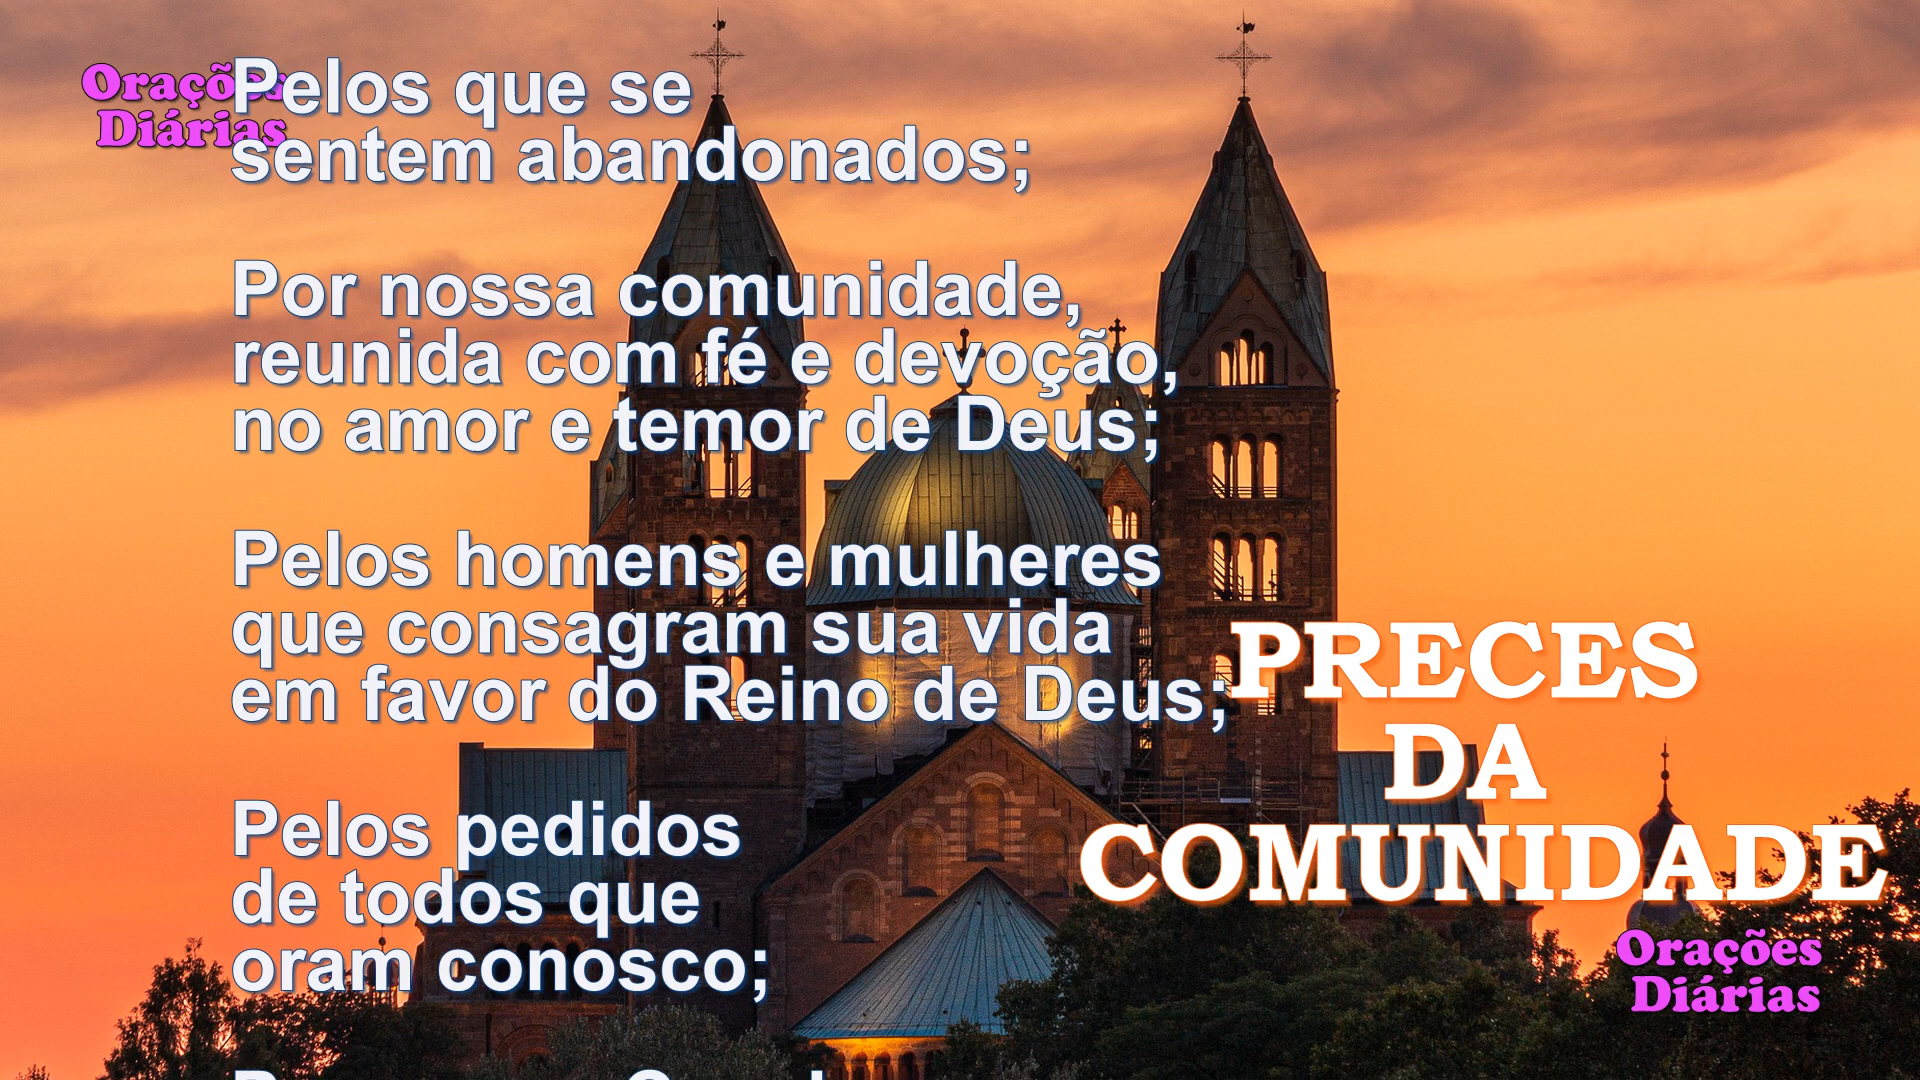 Orações
Diárias
Pelos que se
sentem abandonados;
Por nossa comunidade,
reunida com fé e devoção,
no amor e temor de Deus;
Pelos homens e mulheres
que consagram sua vida
em favor do Reino de Deus;
Pelos pedidos
de todos que
oram conosco;
PRECES
DA
COMUNIDADE
Orações
Diárias